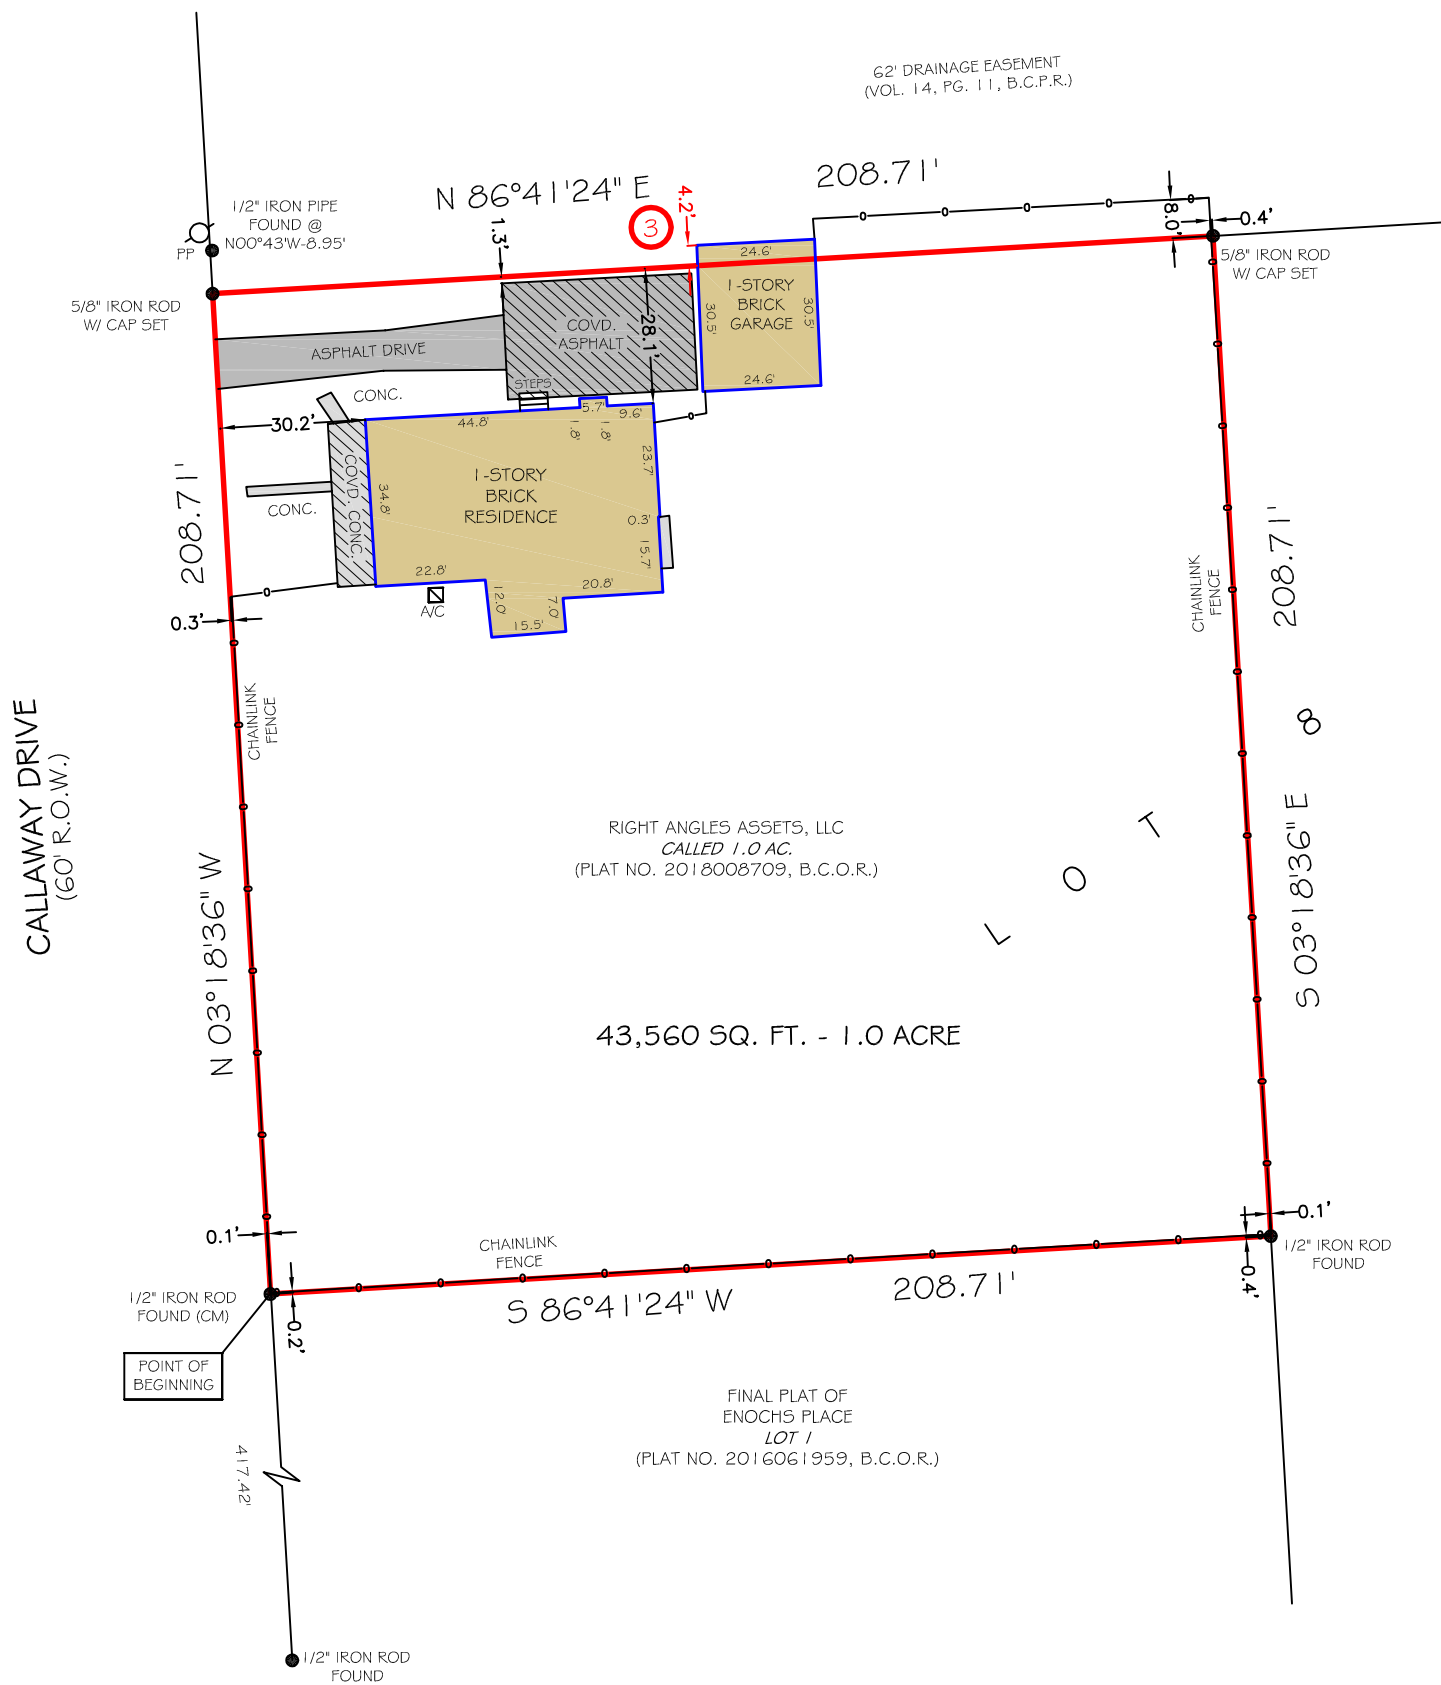 62' DRAINAGE EASEMENT
(VOL. 14, PG. 11, B.C.P.R.)
208.71'
N 86°41'24" E
4.2'
3
1.3'
8.0'
0.4'
1/2" IRON PIPE
FOUND @
N00°43'W-8.95'
PP
5/8" IRON ROD
W/ CAP SET
5/8" IRON ROD
W/ CAP SET
24.6'
1-STORY
BRICK
GARAGE
30.5'
30.5'
24.6'
COVD.
ASPHALT
28.1'
ASPHALT DRIVE
STEPS
CONC.
30.2'
44.8'
5.7'
9.6'
1.8'
1.8'
23.7'
1-STORY
BRICK
RESIDENCE
34.8'
COVD. CONC.
CONC.
0.3'
15.7'
22.8'
20.8'
12.0'
7.0'
15.5'
A/C
208.71'
0.3'
CHAINLINK
FENCE
CHAINLINK
FENCE
208.71'
CALLAWAY DRIVE
(60' R.O.W.)
N 03°18'36" W
S 03°18'36" E
RIGHT ANGLES ASSETS, LLC
CALLED 1.0 AC.
(PLAT NO. 2018008709, B.C.O.R.)
L O T 8
43,560 SQ. FT. - 1.0 ACRE
0.1'
0.1'
CHAINLINK
FENCE
1/2" IRON ROD
FOUND
1/2" IRON ROD
FOUND (CM)
0.2'
0.4'
S 86°41'24" W
208.71'
POINT OF
BEGINNING
FINAL PLAT OF
ENOCHS PLACE
LOT 1
(PLAT NO. 2016061959, B.C.O.R.)
417.42'
1/2" IRON ROD
FOUND